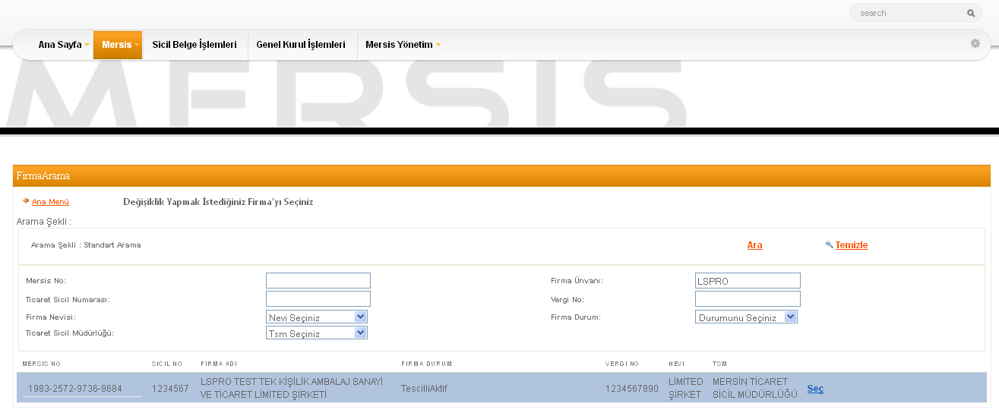 search
Ana Sayfa Mersis Sicil Belge İşlemleri Genel Kurul İşlemleri Mersis Yönetim
MERSIS
FirmaArama
Ana Menü Değişiklik Yapmak İstediğiniz Firma'yı Seçiniz
Arama Şekli :
Arama Şekli : Standart Arama Ara Temizle
Mersis No: Firma Ünvanı: LSPRO
Ticaret Sicil Numarası: Vergi No:
Firma Nevisi: Nevi Seçiniz Firma Durum: Durumunu Seçiniz
Ticaret Sicil Müdürlüğü: Tsm Seçiniz
MERSIS NO SICIL NO FIRMA ADI FIRMA DURUM VERGI NO NEVI TSM
1983-2572-9736-8684 1234567 LSPRO TEST TEK KİŞİLİK AMBALAJ SANAYİ TescilliAktif 1234567890 LİMİTED MERSİN TİCARET Seç
VE TİCARET LİMİTED ŞİRKETİ ŞİRKET SİCİL MÜDÜRLÜĞÜ